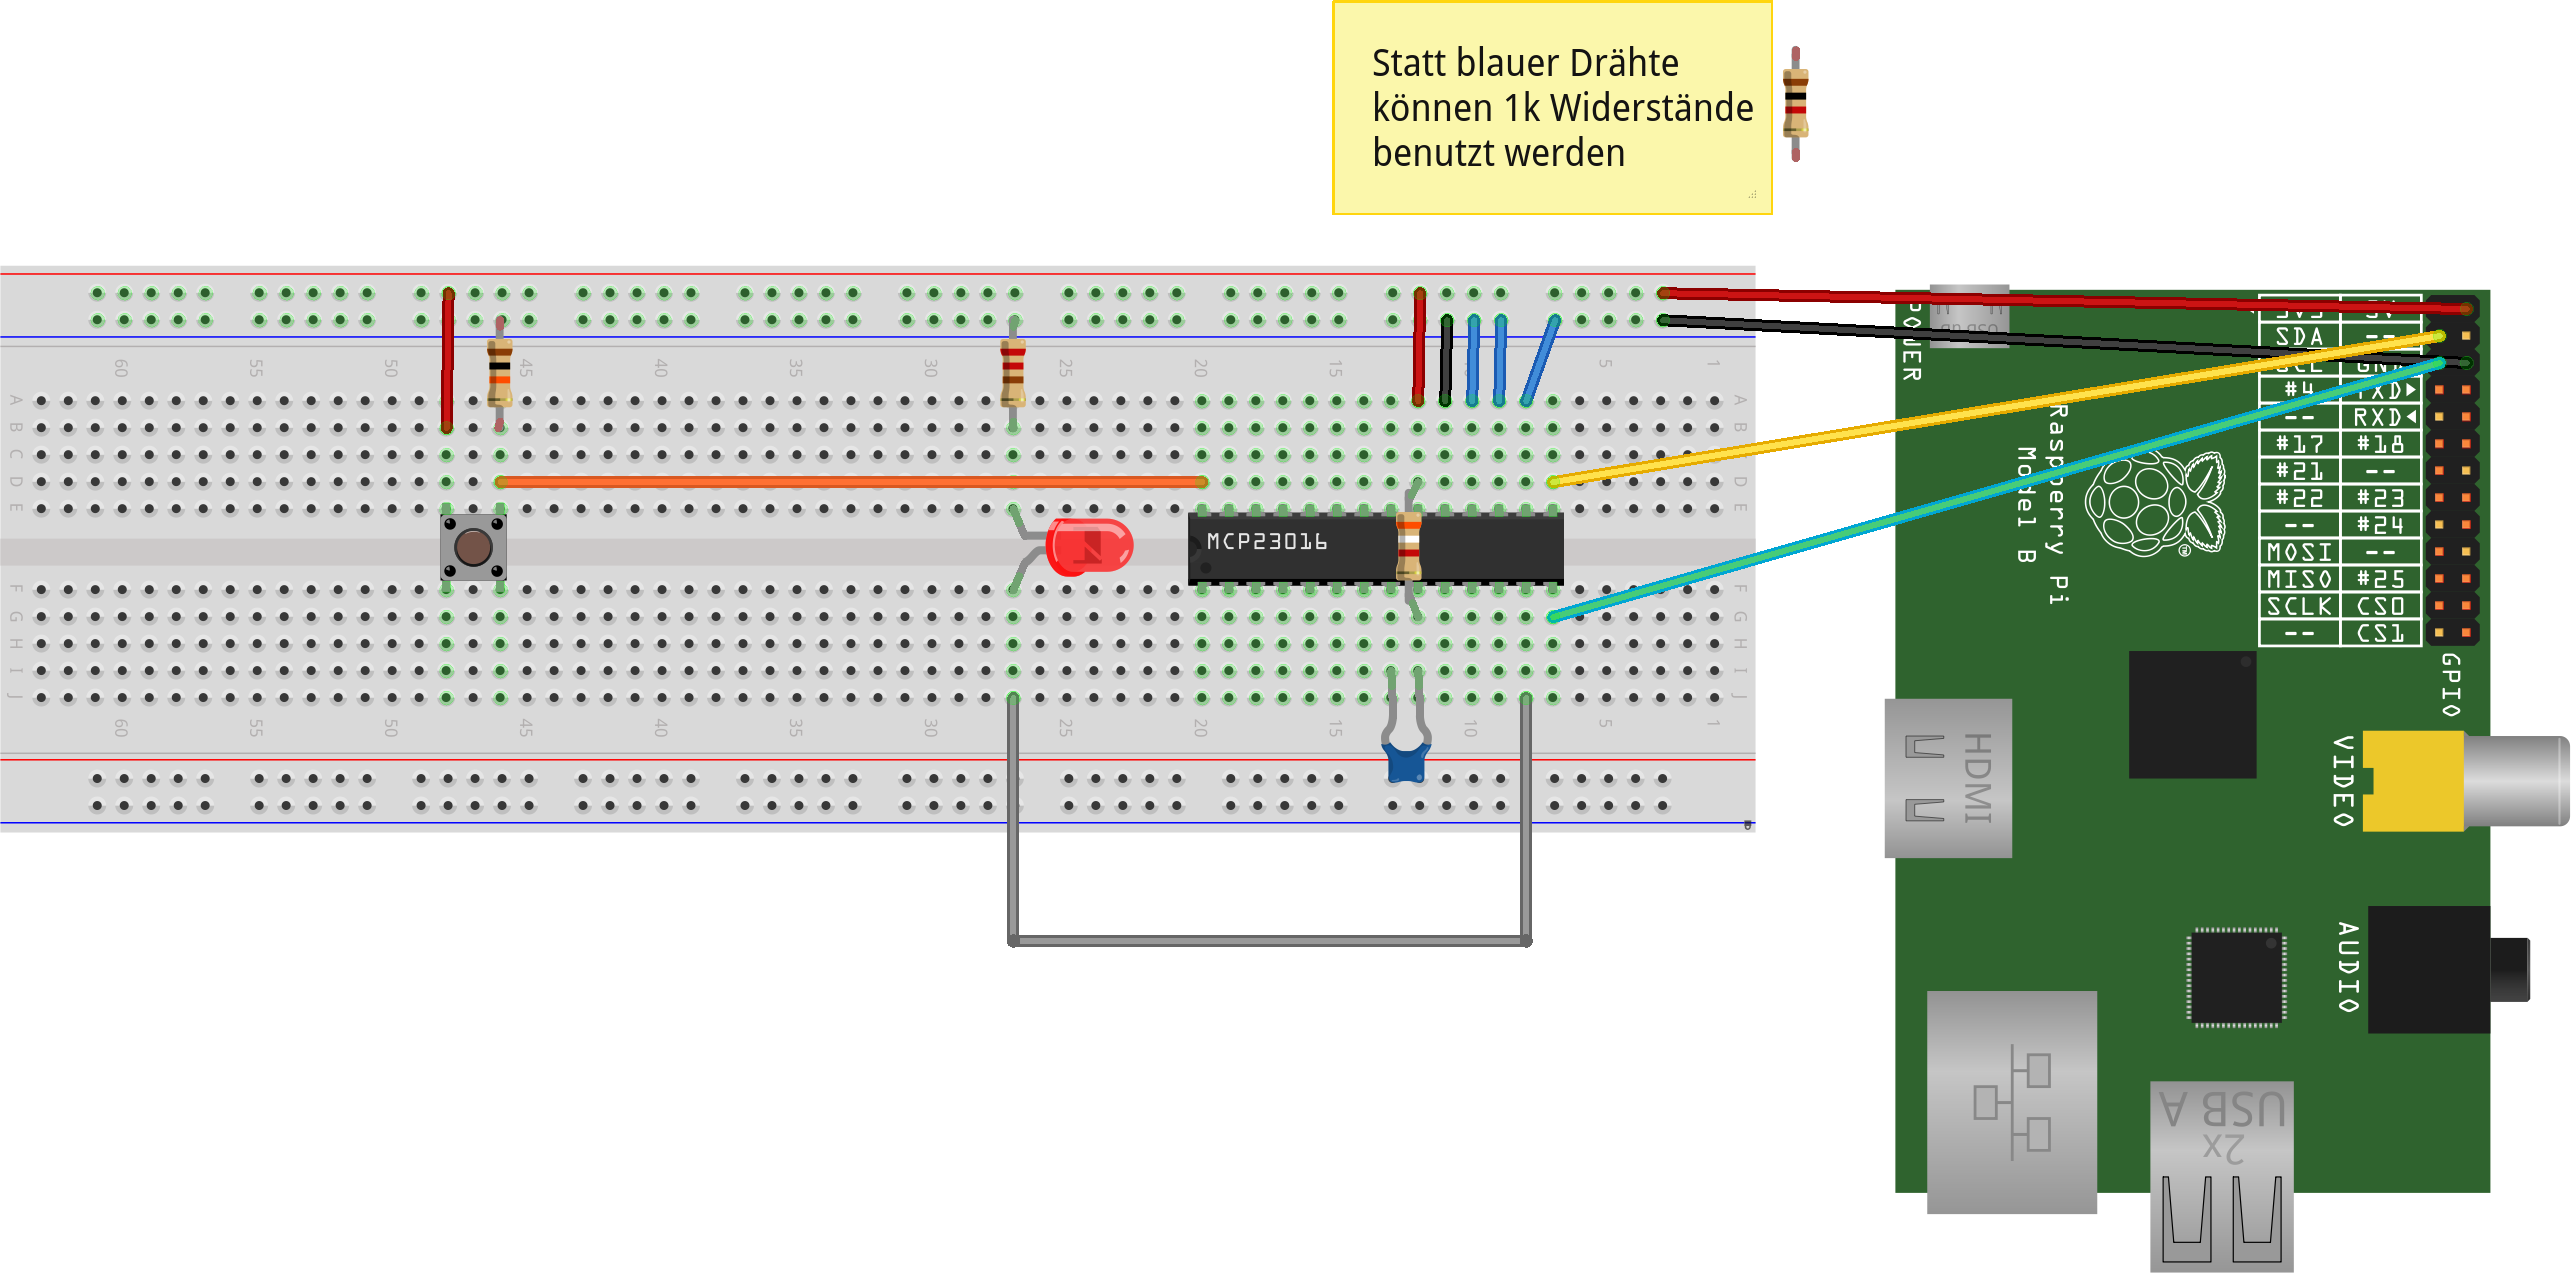 Statt blauer Drähte
können 1k Widerstände
benutzt werden
60 55 50 45 40 35 30 25 20 15 5 1
A A
B B
C C
D D
E E
MCP23016
F F
G G
H H
I I
J J
60 55 50 45 40 35 30 25 20 15 10 5 1
POWER
Raspberry Pi
Model B
3V3 5V
SDA --
SCL GND
#4 TXD
-- RXD
#17 #18
#21 --
#22 #23
-- #24
MOSI --
MISO #25
SCLK CS0
-- CS1
GPIO
HDMI
VIDEO
AUDIO
USB A
2x